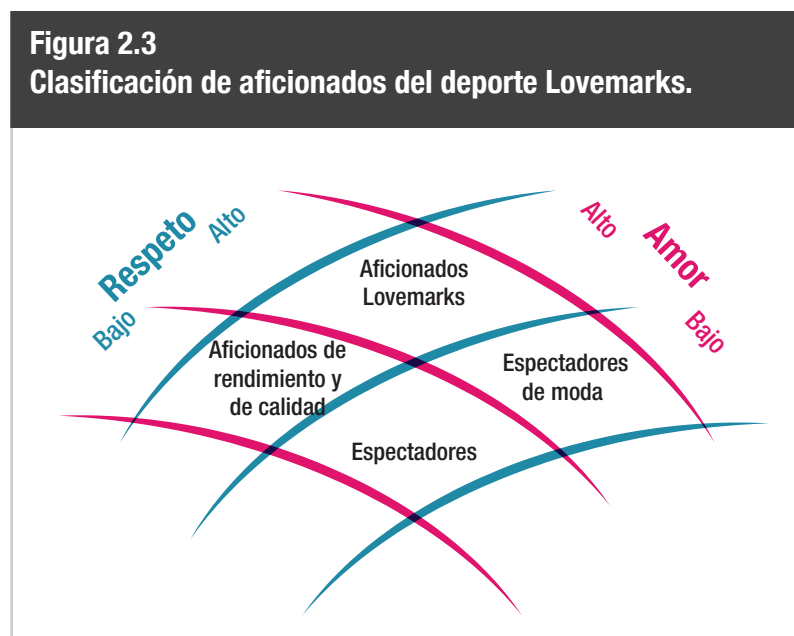 Figura 2.3
Clasificación de aficionados del deporte Lovemarks.
Respeto
Alto
Bajo
Alto
Amor
Bajo
Aficionados
Lovemarks
Aficionados de
rendimiento y
de calidad
Espectadores
de moda
Espectadores